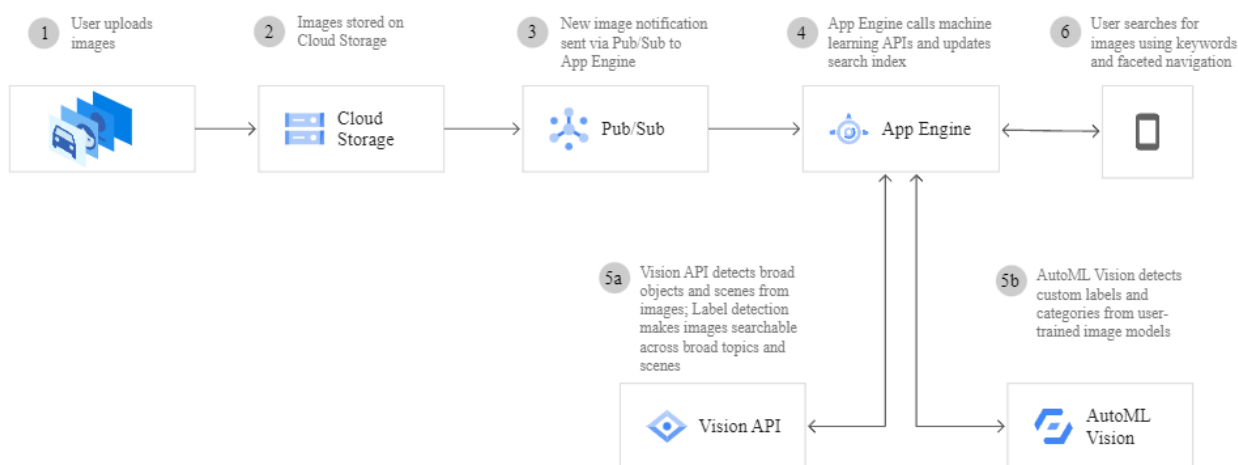 1
User uploads
images
2
Images stored on
Cloud Storage
3
New image notification
sent via Pub/Sub to
App Engine
4
App Engine calls machine
learning APIs and updates
search index
6
User searches for
images using keywords
and faceted navigation
Cloud
Storage
Pub/Sub
App Engine
5a
Vision API detects broad
objects and scenes from
images; Label detection
makes images searchable
across broad topics and
scenes
5b
AutoML Vision detects
custom labels and
categories from user-
trained image models
Vision API
AutoML
Vision